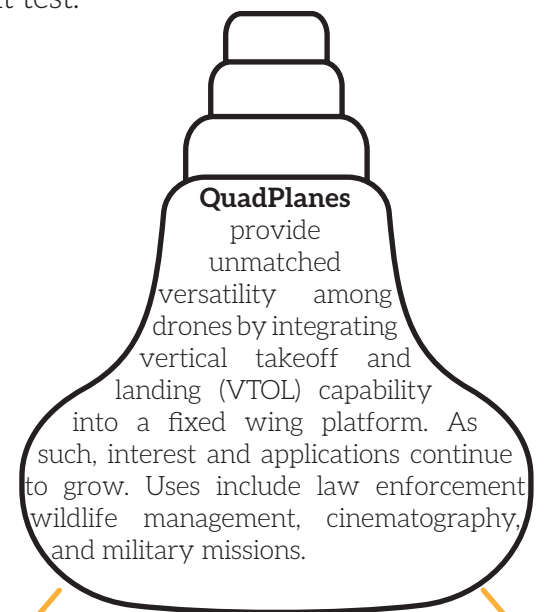 t test.
QuadPlanes
provide
unmatched
versatility among
drones by integrating
vertical takeoff and
landing (VTOL) capability
into a fixed wing platform. As
such, interest and applications continue
to grow. Uses include law enforcement
wildlife management, cinematography,
and military missions.